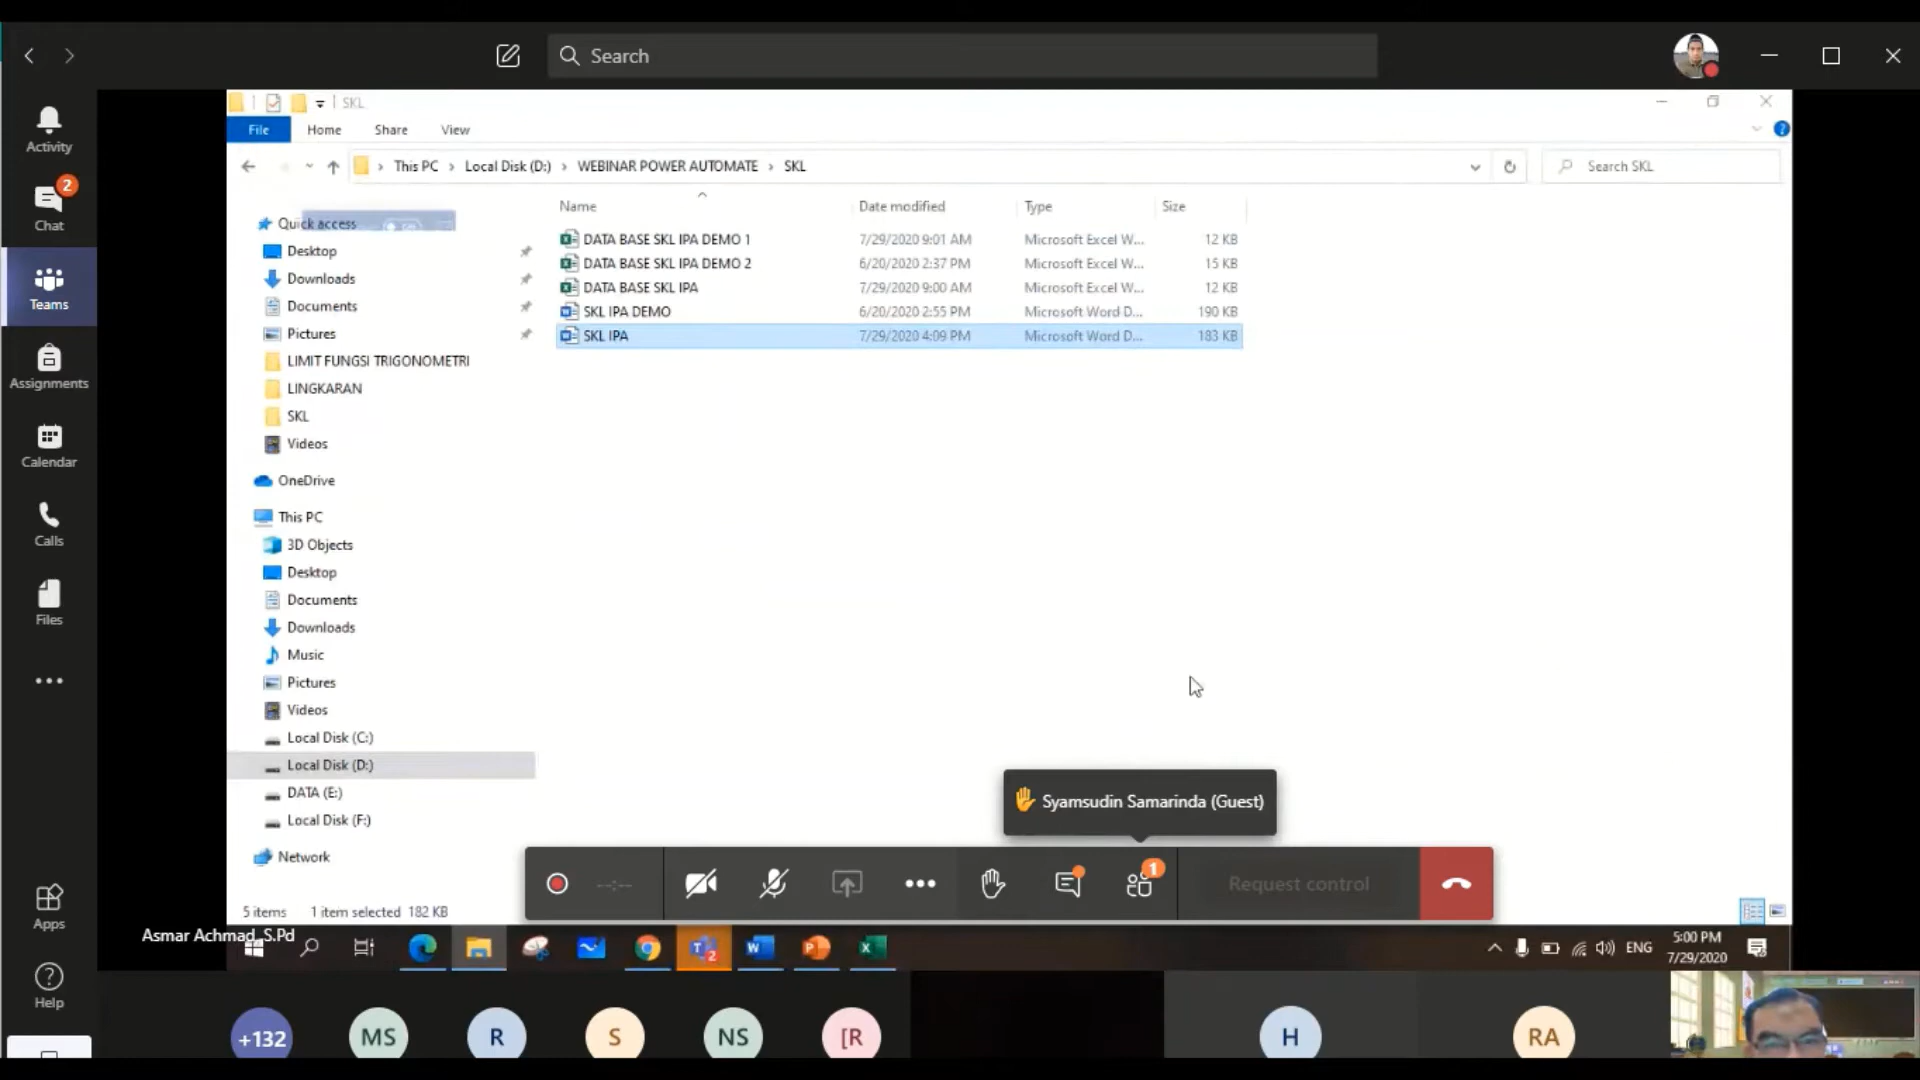 Search
SKL
File Home Share View
This PC › Local Disk (D:) › WEBINAR POWER AUTOMATE › SKL
Search SKL
Name Date modified Type Size
DATA BASE SKL IPA DEMO 1 7/29/2020 9:01 AM Microsoft Excel W... 12 KB
DATA BASE SKL IPA DEMO 2 6/20/2020 2:37 PM Microsoft Excel W... 15 KB
DATA BASE SKL IPA 7/29/2020 9:00 AM Microsoft Excel W... 12 KB
SKL IPA DEMO 6/20/2020 2:55 PM Microsoft Word D... 190 KB
SKL IPA 7/29/2020 4:09 PM Microsoft Word D... 183 KB
Activity
2
Chat
Teams
Assignments
Calendar
Calls
Files
Apps
Help
Quick access
Desktop
Downloads
Documents
Pictures
LIMIT FUNGSI TRIGONOMETRI
LINGKARAN
SKL
Videos
OneDrive
This PC
3D Objects
Desktop
Documents
Downloads
Music
Pictures
Videos
Local Disk (C:)
Local Disk (D:)
DATA (E:)
Local Disk (F:)
Network
5 items 1 item selected 182 KB
Syamsudin Samarinda (Guest)
--:--
1
Request control
Asmar Achmad, S.Pd
2
ENG
5:00 PM
7/29/2020
+132
MS
R
S
NS
[R
H
RA